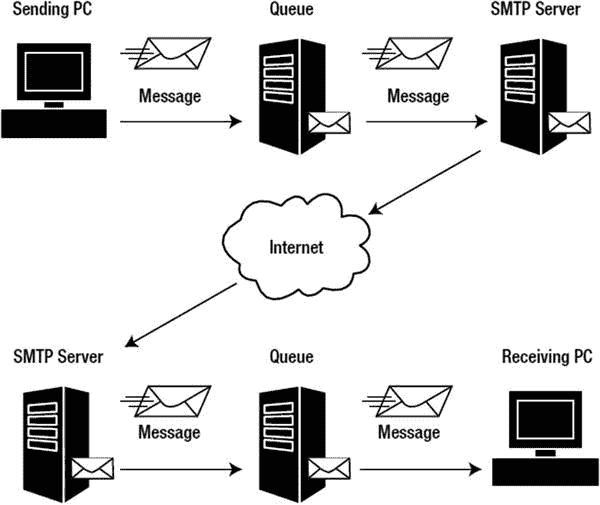 Sending PC
Queue
SMTP Server
Message
Message
Internet
SMTP Server
Queue
Receiving PC
Message
Message